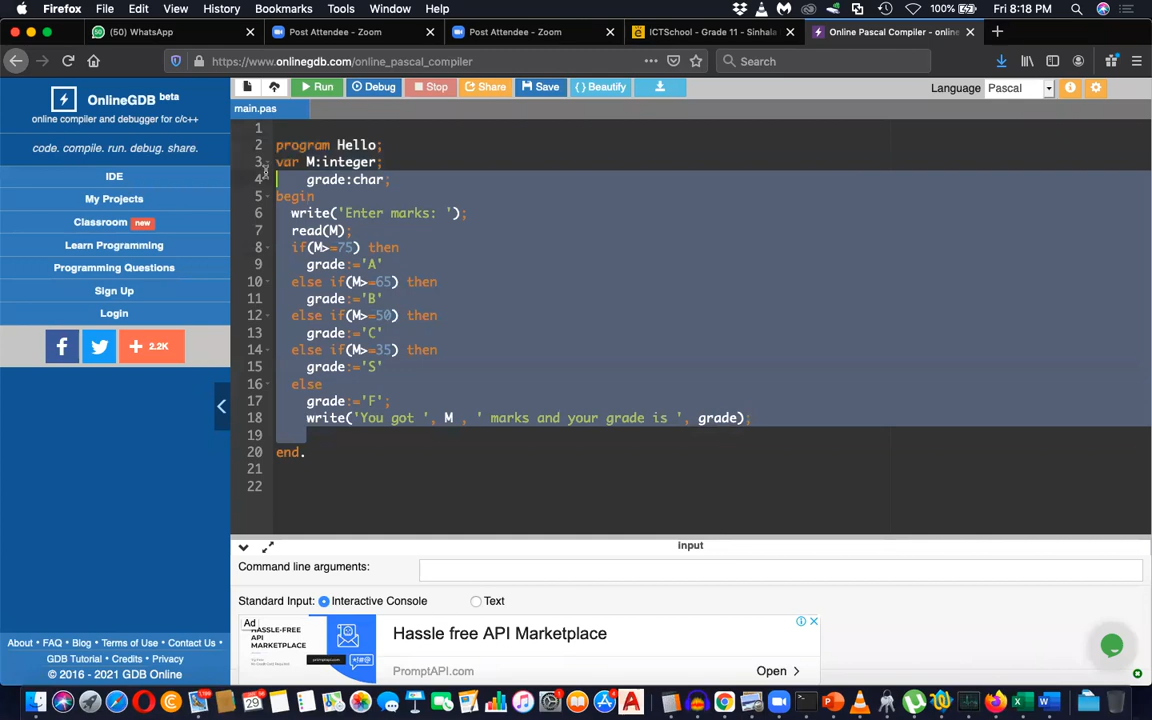 Firefox File Edit View History Bookmarks Tools Window Help 100% Fri 8:18 PM
(50) WhatsApp Post Attendee - Zoom Post Attendee - Zoom ICTSchool - Grade 11 - Sinhala Online Pascal Compiler - online
https://www.onlinegdb.com/online_pascal_compiler Search
OnlineGDB beta
online compiler and debugger for c/c++
code. compile. run. debug. share.
IDE
My Projects
Classroom new
Learn Programming
Programming Questions
Sign Up
Login
2.2K
About • FAQ • Blog • Terms of Use • Contact Us •
GDB Tutorial • Credits • Privacy
© 2016 - 2021 GDB Online
Run Debug Stop Share Save { } Beautify Language Pascal
main.pas
1
2 program Hello;
3 var M:integer;
4 grade:char;
5 begin
6 write('Enter marks: ');
7 read(M);
8 if(M>=75) then
9 grade:='A'
10 else if(M>=65) then
11 grade:='B'
12 else if(M>=50) then
13 grade:='C'
14 else if(M>=35) then
15 grade:='S'
16 else
17 grade:='F';
18 write('You got ', M , ' marks and your grade is ', grade);
19
20 end.
21
22
input
Command line arguments:
Standard Input: Interactive Console Text
Ad
HASSLE-FREE
API
MARKETPLACE
Hassle free API Marketplace
PromptAPI.com
Open